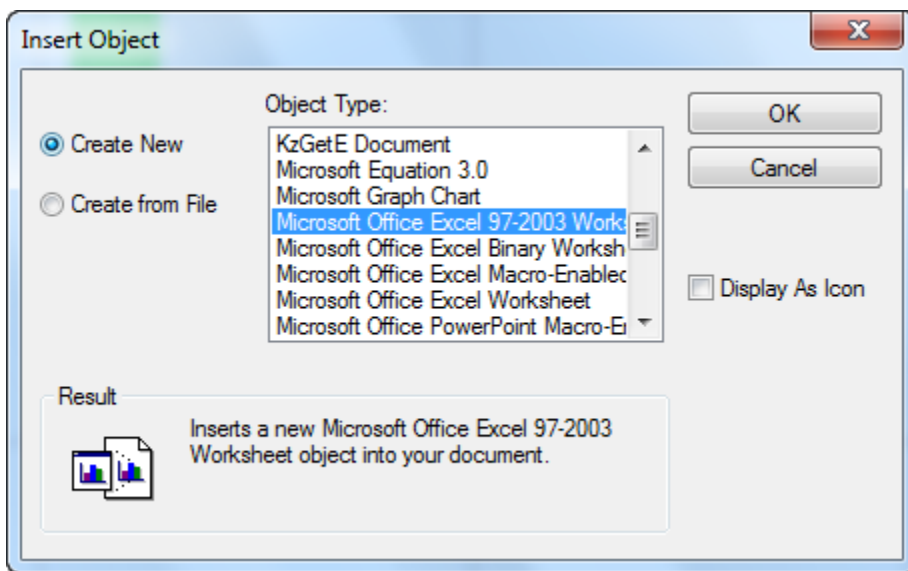 Insert Object
Create New
Create from File
Object Type:
KzGetE Document
Microsoft Equation 3.0
Microsoft Graph Chart
Microsoft Office Excel 97-2003 Works
Microsoft Office Excel Binary Worksh
Microsoft Office Excel Macro-Enabled
Microsoft Office Excel Worksheet
Microsoft Office PowerPoint Macro-E
OK
Cancel
Display As Icon
Result
Inserts a new Microsoft Office Excel 97-2003
Worksheet object into your document.